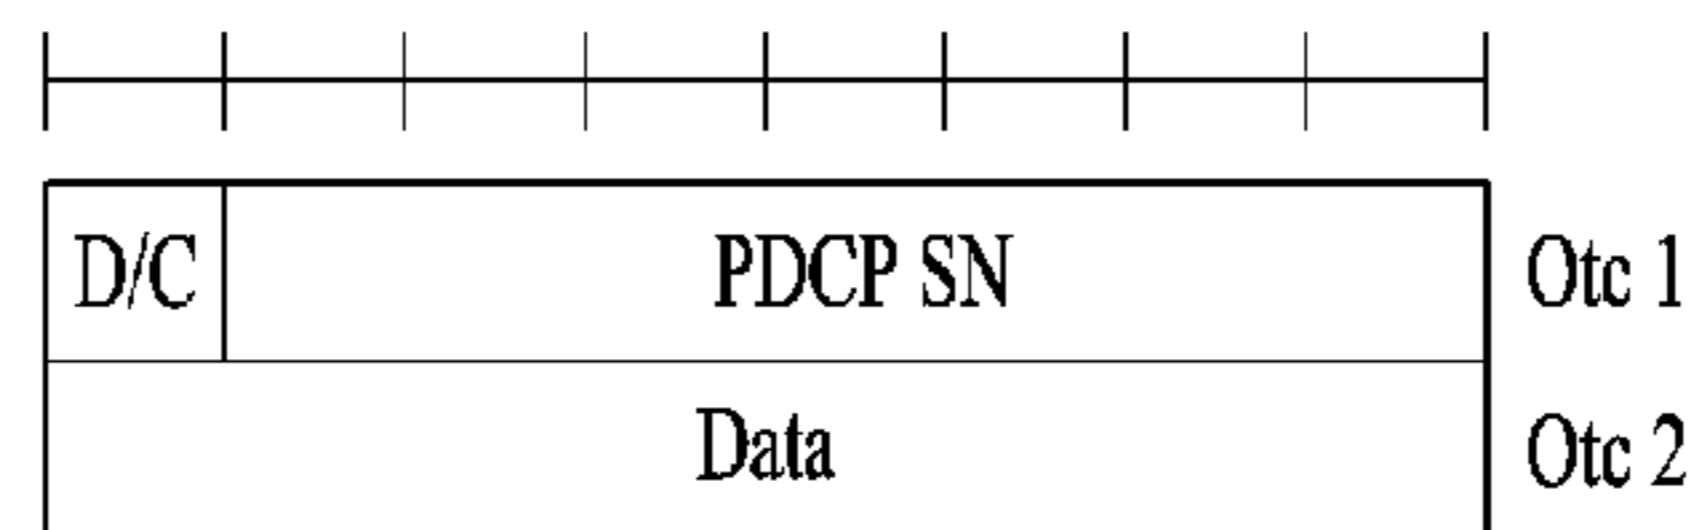 D/C PDCP SN Otc 1
Data Otc 2